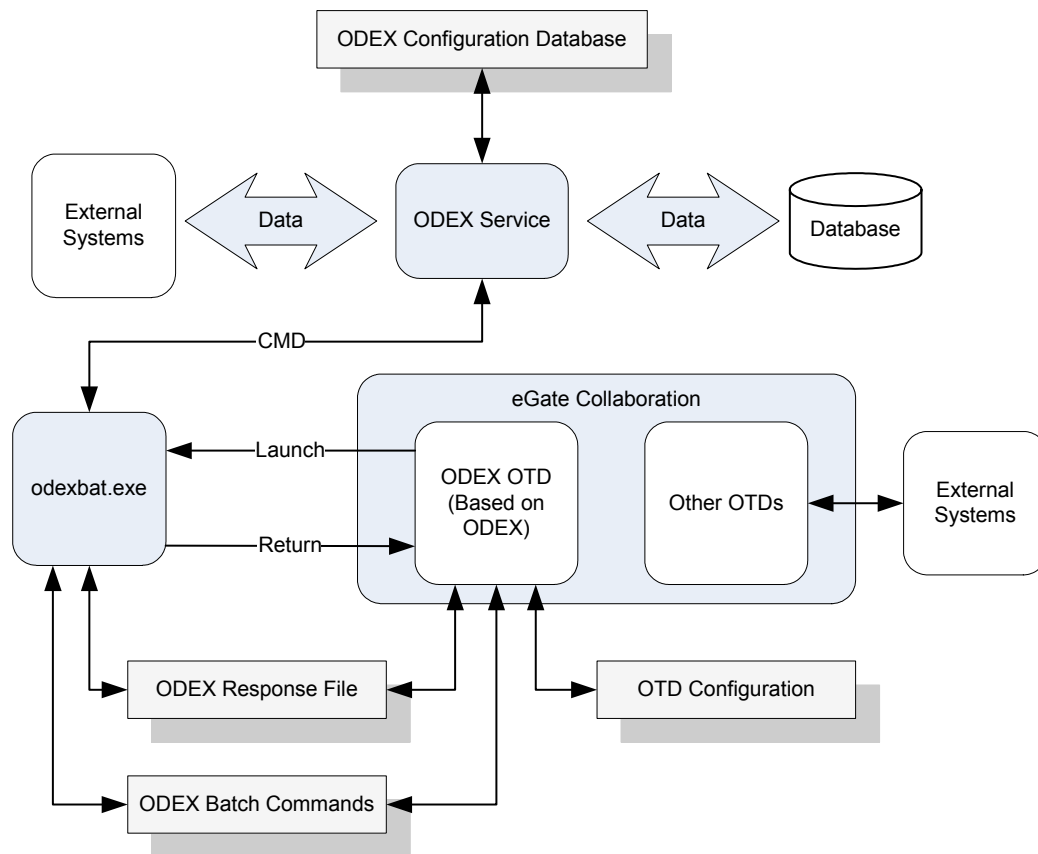 ODEX Configuration Database
External
Systems
Data
ODEX Service
Data
Database
CMD
eGate Collaboration
odexbat.exe
Launch
Return
ODEX OTD
(Based on
ODEX)
Other OTDs
External
Systems
ODEX Response File
OTD Configuration
ODEX Batch Commands